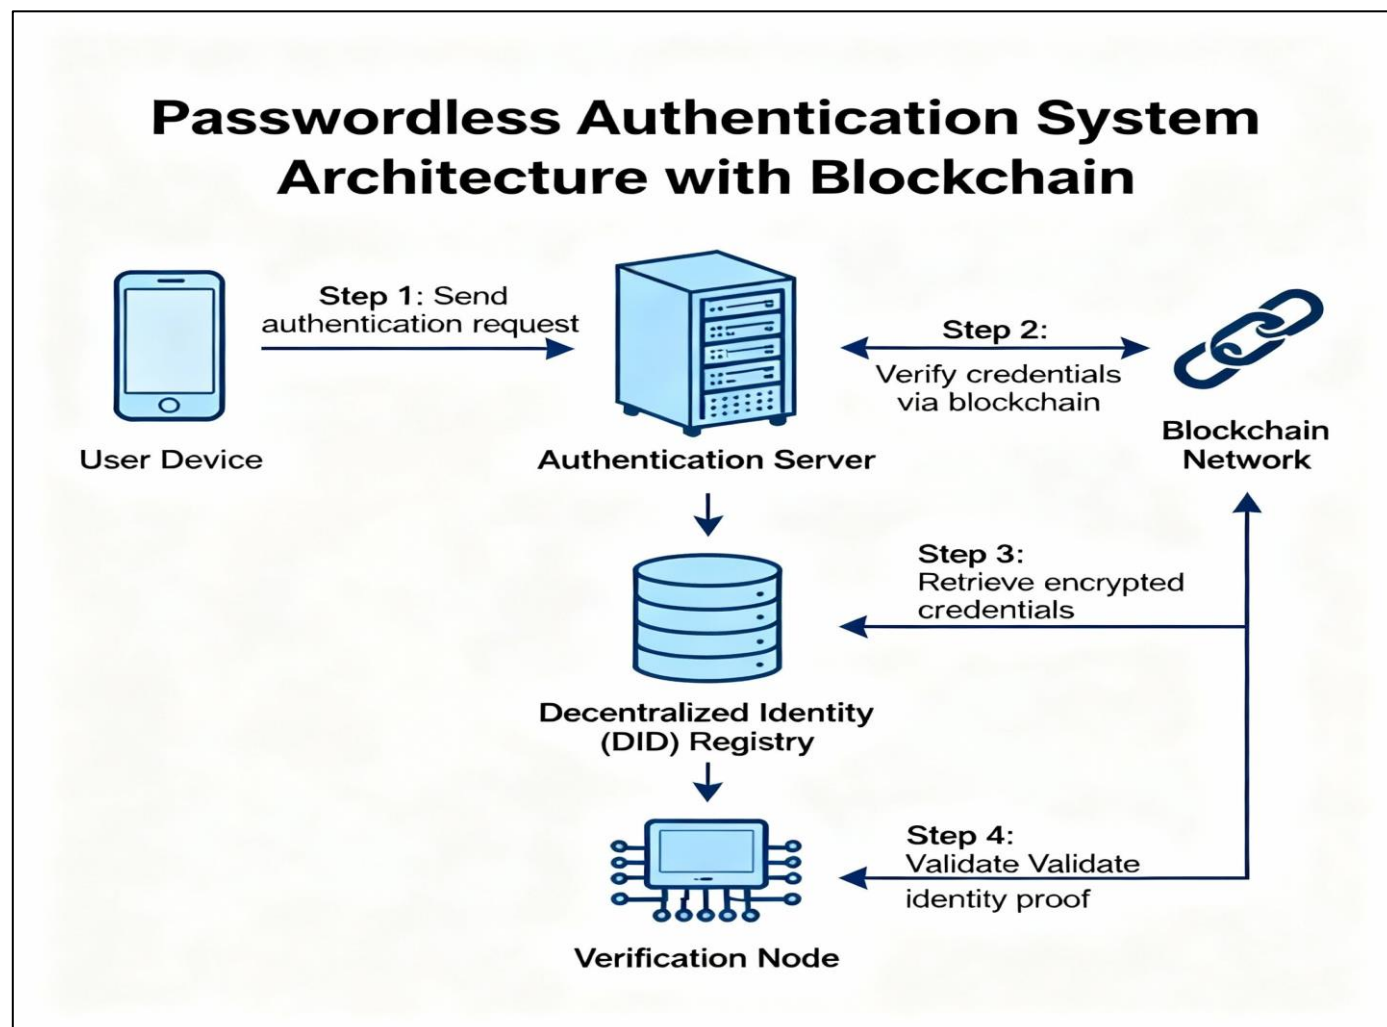 Passwordless Authentication System
Architecture with Blockchain
Step 1: Send
authentication request
User Device
Authentication Server
Step 2:
Verify credentials
via blockchain
Blockchain
Network
Step 3:
Retrieve encrypted
credentials
Decentralized Identity
(DID) Registry
Step 4:
Validate Validate
identity proof
Verification Node